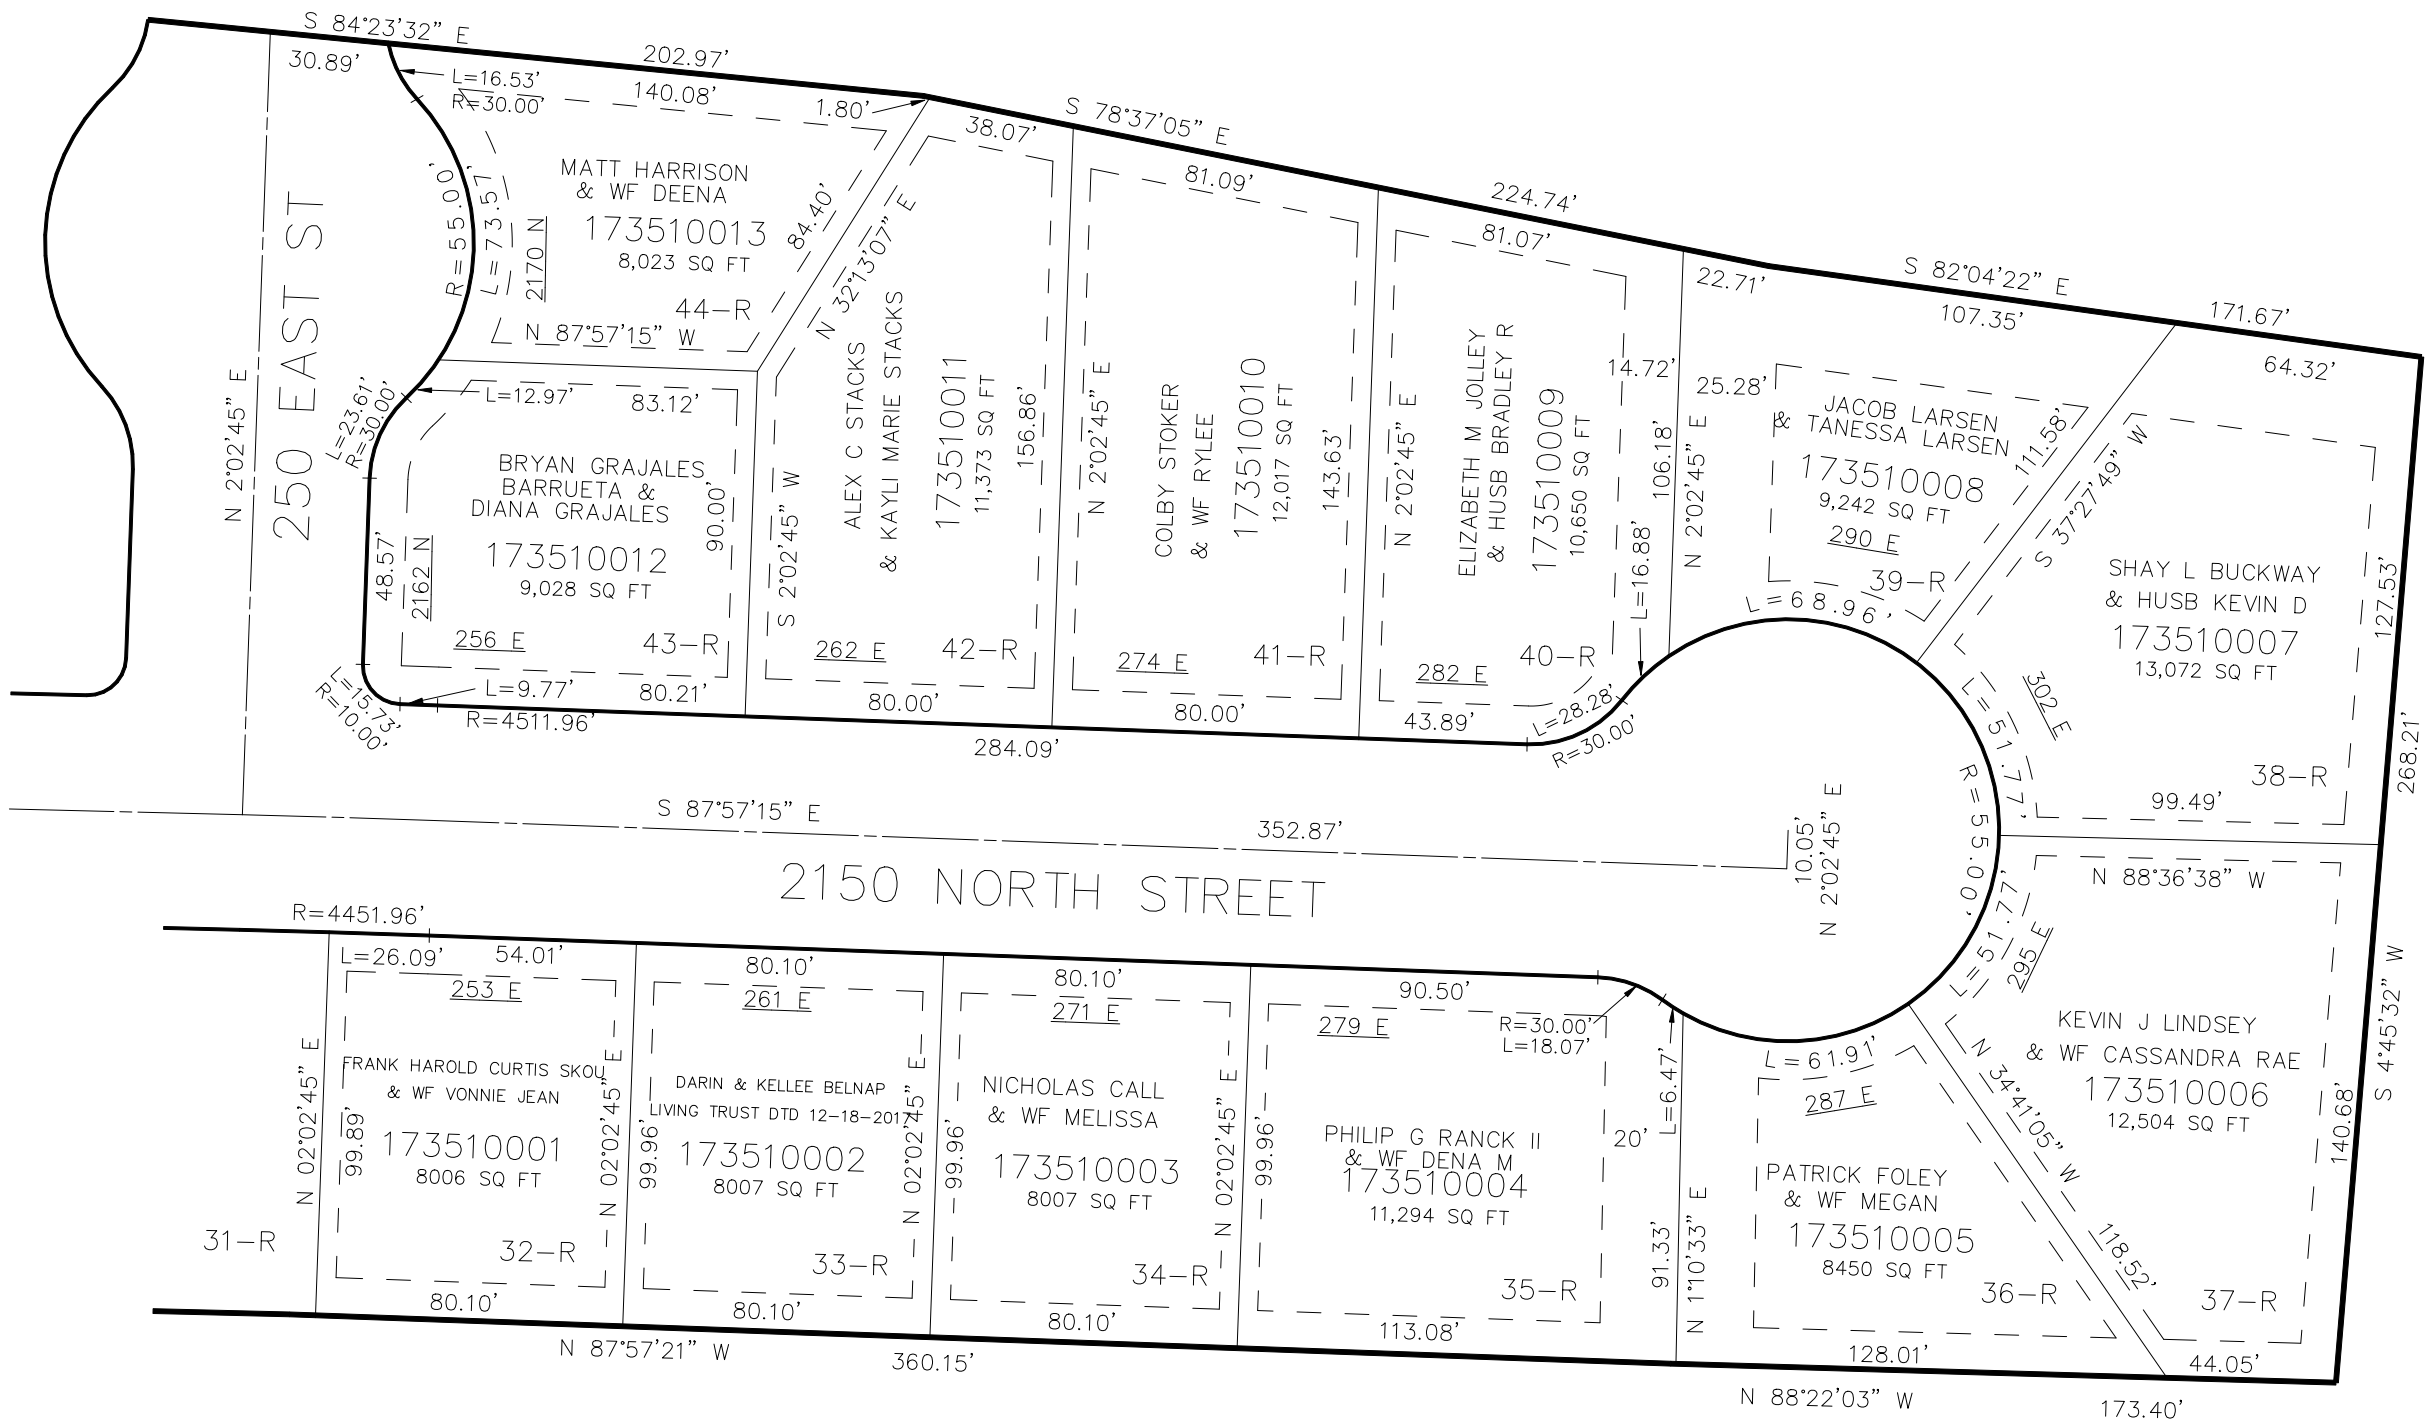 S 84°23'32" E
202.97'
30.89'
L=16.53'
R=30.00'
140.08'
1.80'
S 78°37'05" E
38.07'
81.09'
224.74'
81.07'
22.71'
S 82°04'22" E
107.35'
171.67'
64.32'
250 EAST ST
N 2°02'45" E
R=55.00'
L=73.57'
MATT HARRISON
& WF DEENA
173510013
8,023 SQ FT
2170 N
44-R
N 87°57'15" W
84.40'
N 32°13'07" E
L=23.61'
R=30.00'
L=12.97'
83.12'
BRYAN GRAJALES
BARRUETA &
DIANA GRAJALES
173510012
9,028 SQ FT
90.00'
48.57'
2162 N
256 E
43-R
L=15.73'
R=10.00'
L=9.77'
R=4511.96'
80.21'
S 2°02'45" W
ALEX C STACKS
& KAYLI MARIE STACKS
173510011
11,373 SQ FT
156.86'
262 E
42-R
80.00'
284.09'
N 2°02'45" E
COLBY STOKER
& WF RYLEE
173510010
12,017 SQ FT
143.63'
274 E
41-R
80.00'
N 2°02'45" E
ELIZABETH M JOLLEY
& HUSB BRADLEY R
173510009
10,650 SQ FT
14.72'
106.18'
L=16.88'
282 E
40-R
43.89'
L=28.28'
R=30.00'
N 2°02'45" E
25.28'
JACOB LARSEN
& TANESSA LARSEN
173510008
9,242 SQ FT
290 E
39-R
L=68.96'
111.58'
S 37°27'49" W
SHAY L BUCKWAY
& HUSB KEVIN D
173510007
13,072 SQ FT
302 E
38-R
L=51.77'
R=55.00'
99.49'
127.53'
268.21'
S 87°57'15" E
352.87'
2150 NORTH STREET
10.05'
N 2°02'45" E
N 88°36'38" W
L=51.77'
295 E
KEVIN J LINDSEY
& WF CASSANDRA RAE
173510006
12,504 SQ FT
N 34°41'05" W
118.52'
37-R
140.68'
S 4°45'32" W
44.05'
R=4451.96'
L=26.09'
54.01'
253 E
N 02°02'45" E
99.89'
FRANK HAROLD CURTIS SKOU
& WF VONNIE JEAN
173510001
8006 SQ FT
31-R
32-R
80.10'
N 02°02'45" E
80.10'
261 E
99.96'
DARIN & KELLEE BELNAP
LIVING TRUST DTD 12-18-2017
173510002
8007 SQ FT
33-R
80.10'
N 02°02'45" E
80.10'
271 E
99.96'
NICHOLAS CALL
& WF MELISSA
173510003
8007 SQ FT
34-R
80.10'
N 02°02'45" E
90.50'
279 E
R=30.00'
L=18.07'
99.96'
PHILIP G RANCK II
& WF DENA M
173510004
11,294 SQ FT
20'
L=6.47'
35-R
113.08'
91.33'
N 1°10'33" E
L=61.91'
287 E
PATRICK FOLEY
& WF MEGAN
173510005
8450 SQ FT
36-R
128.01'
N 87°57'21" W
360.15'
N 88°22'03" W
173.40'